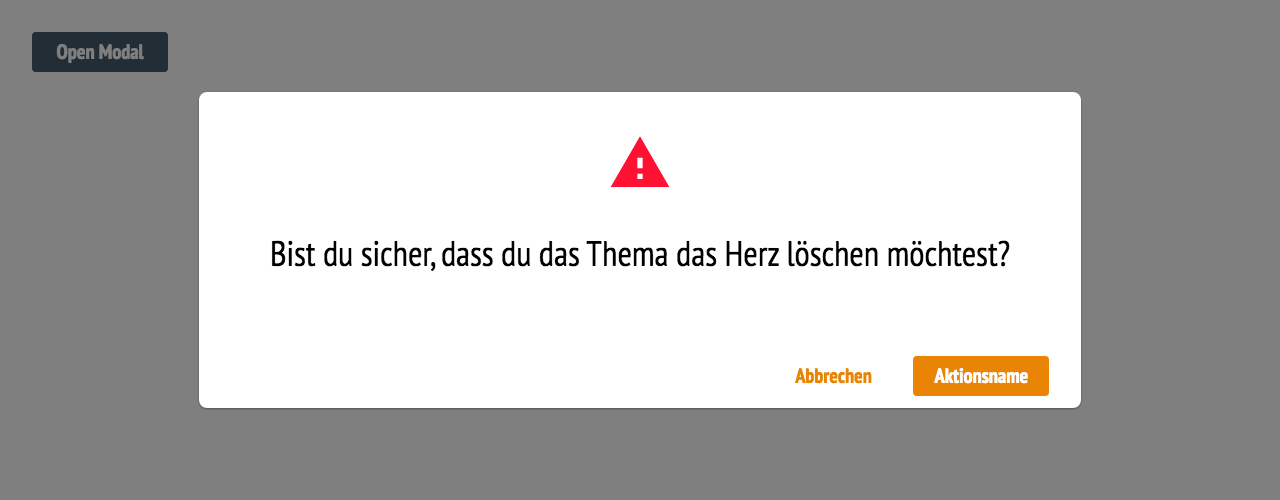 Open Modal
Bist du sicher, dass du das Thema das Herz löschen möchtest?
Abbrechen
Aktionsname